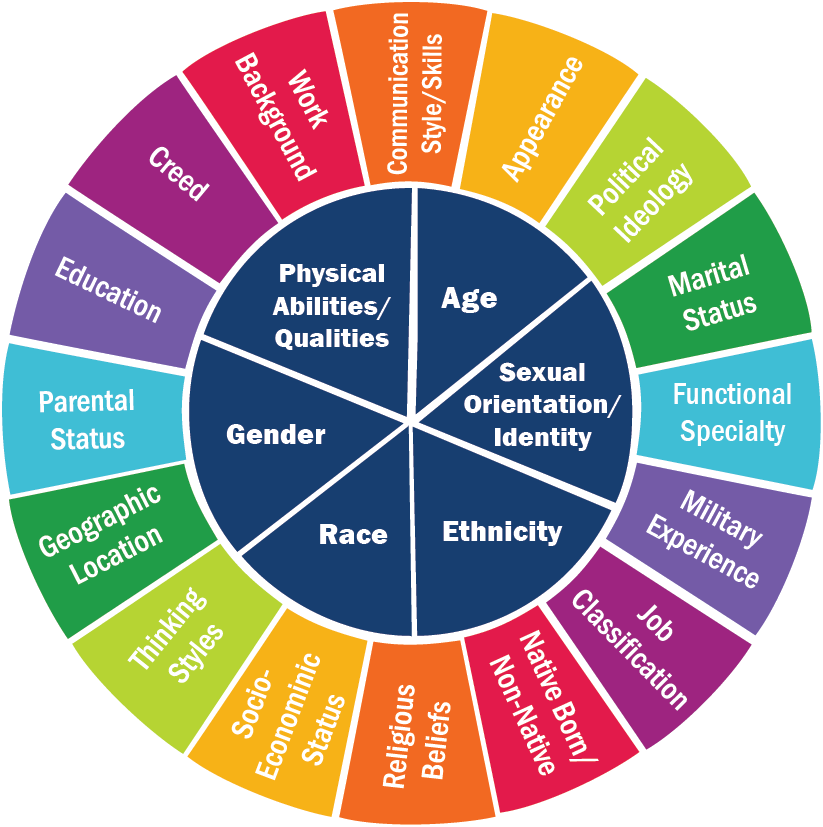 Communication
Style/Skills
Appearance
Political
Ideology
Marital
Status
Functional
Specialty
Military
Experience
Job
Classification
Native Born/
Non-Native
Religious
Beliefs
Socio-
Econominic
Status
Thinking
Styles
Geographic
Location
Parental
Status
Education
Creed
Work
Background
Age
Sexual
Orientation/
Identity
Ethnicity
Race
Gender
Physical
Abilities/
Qualities